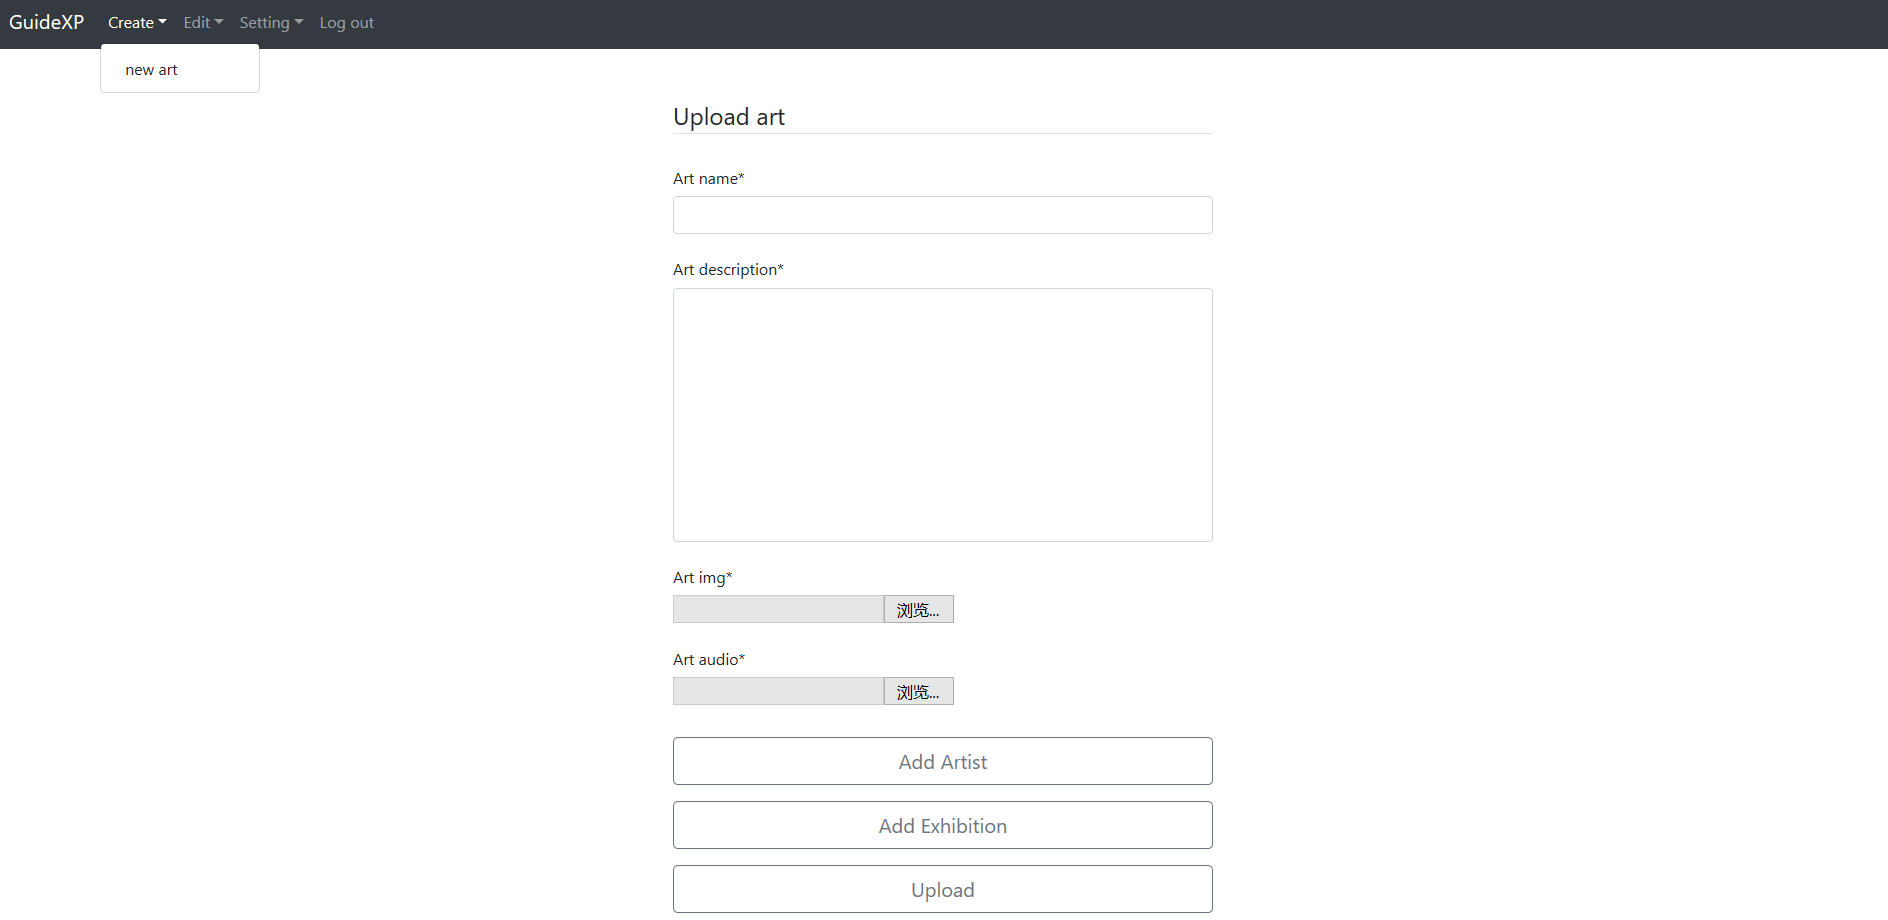 GuideXP Create Edit Setting Log out
new art
Upload art
Art name*
Art description*
Art img*
浏览...
Art audio*
浏览...
Add Artist
Add Exhibition
Upload